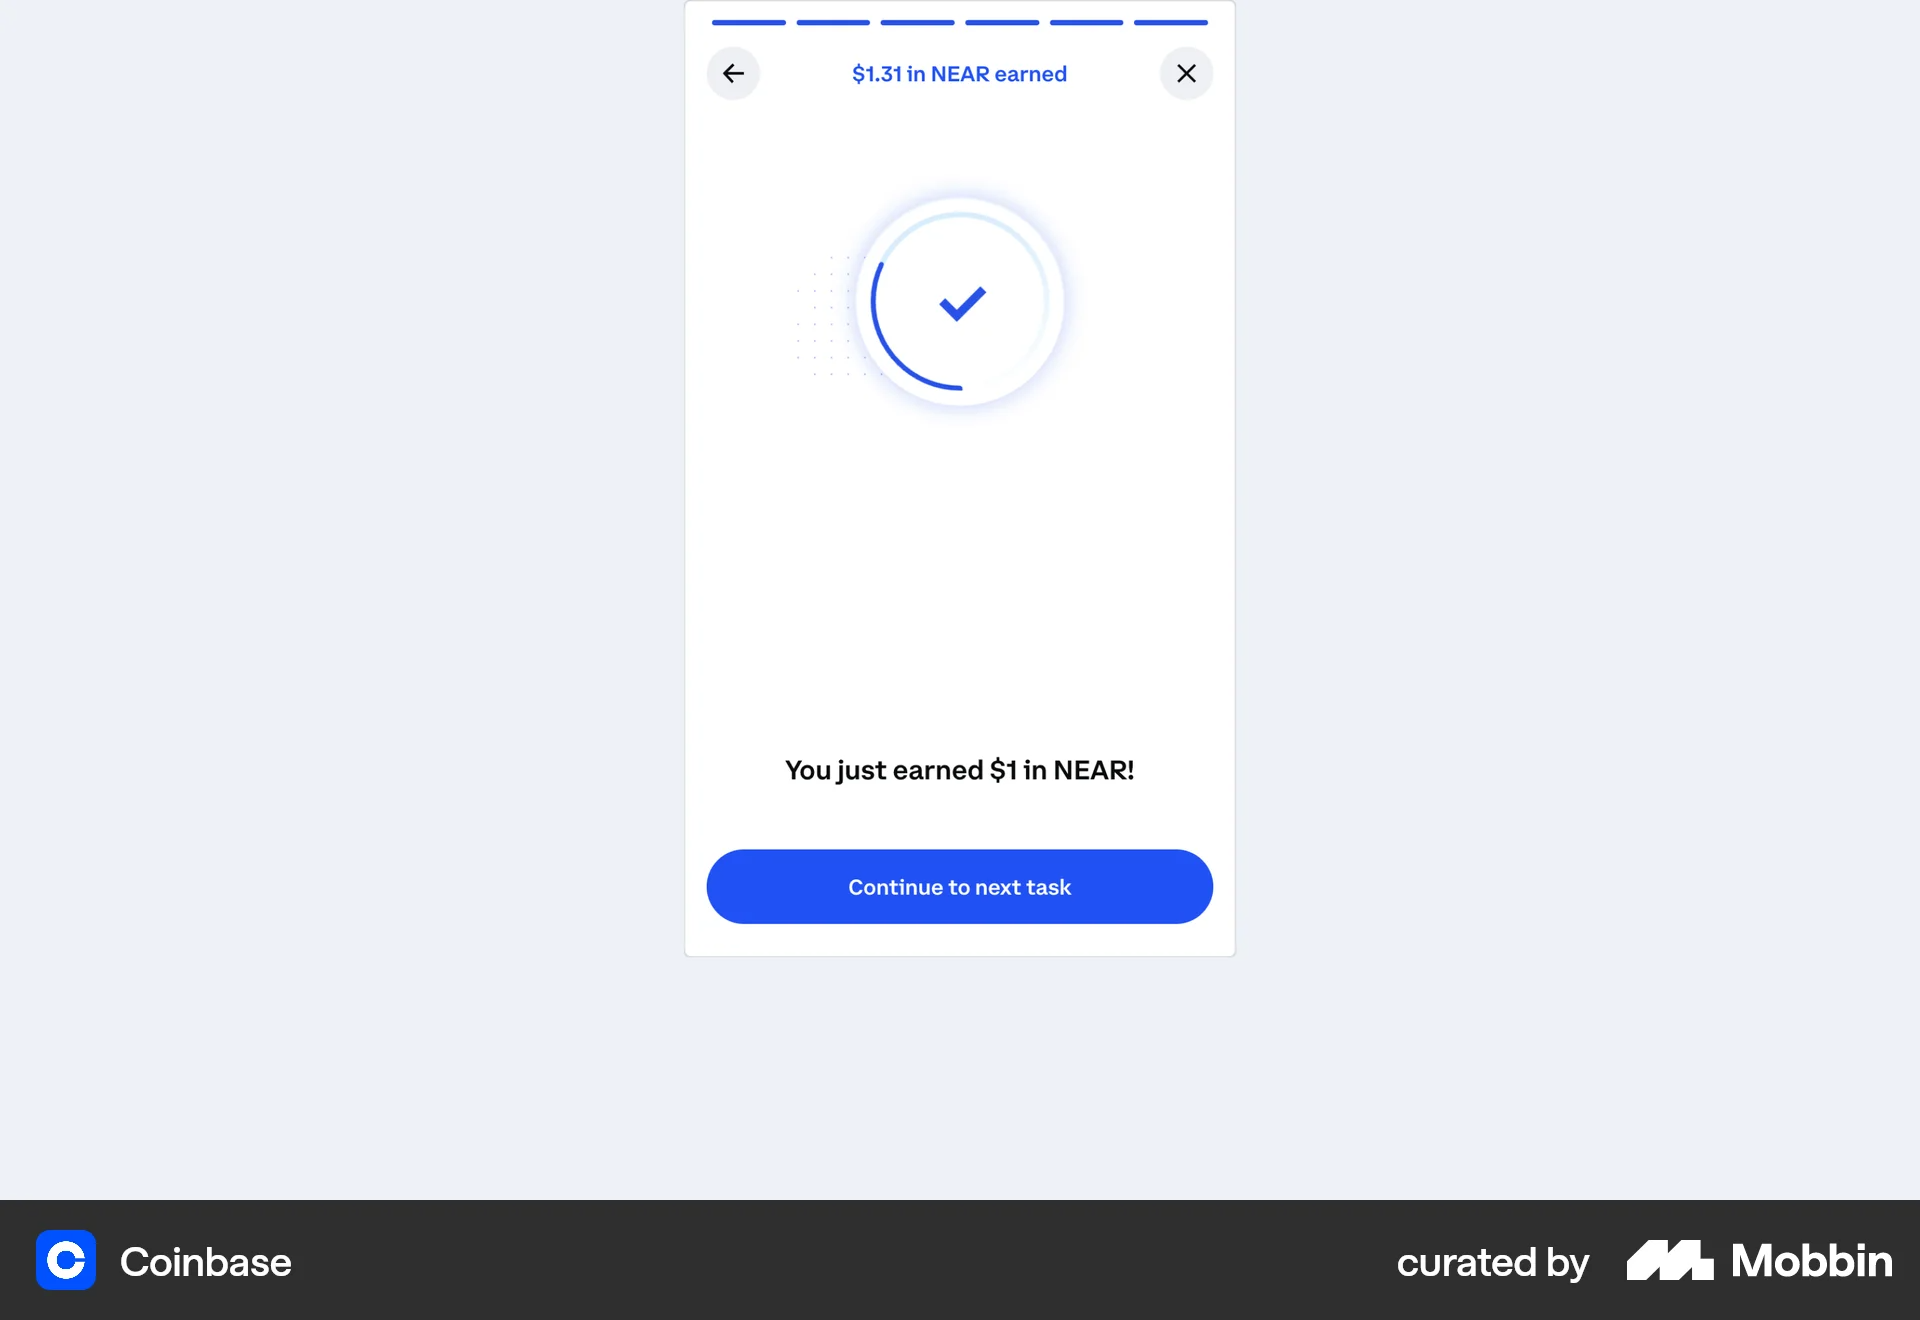 $1.31 in NEAR earned
You just earned $1 in NEAR!
Continue to next task
Coinbase
curated by Mobbin